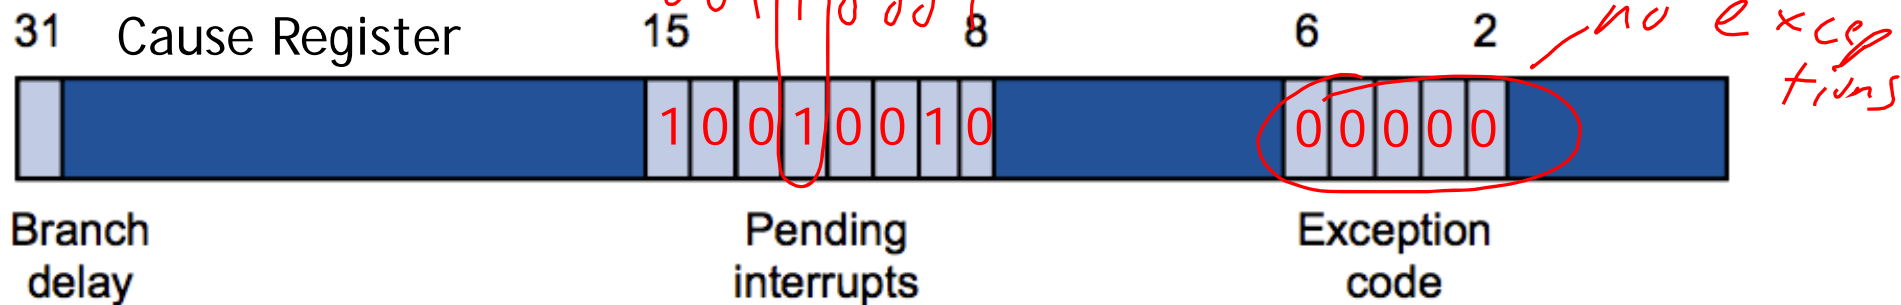 31 Cause Register 15 8 6 2
no excep
tions
1 0 0 1 0 0 1 0 0 0 0 0 0
Branch delay
Pending interrupts
Exception code